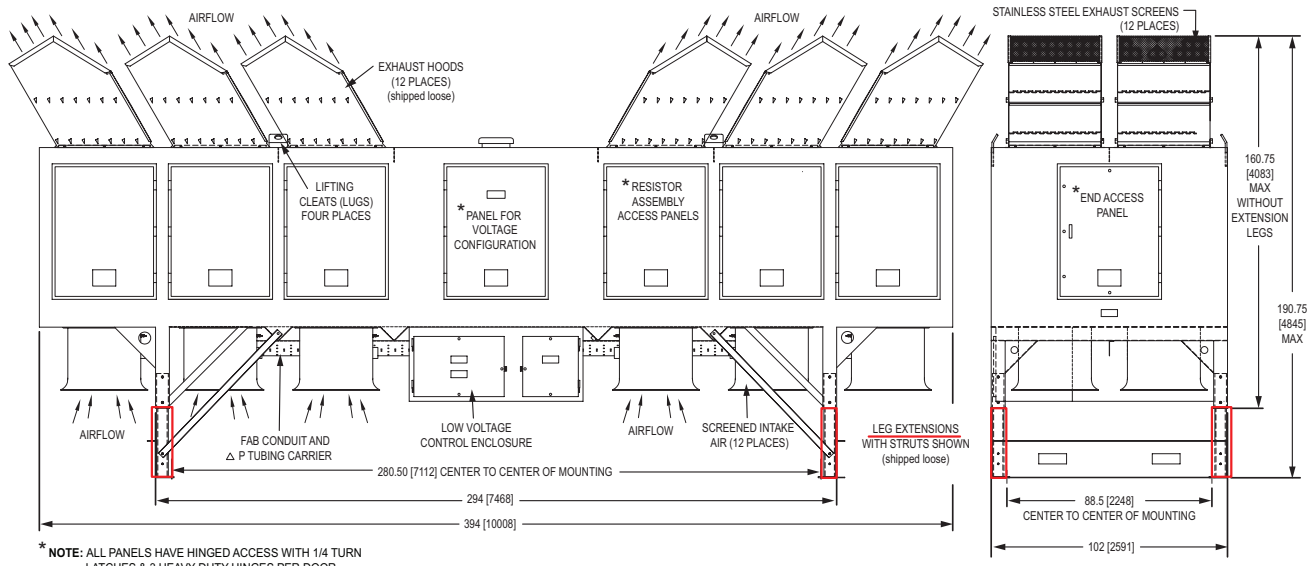 AIRFLOW
AIRFLOW
STAINLESS STEEL EXHAUST SCREENS
(12 PLACES)
EXHAUST HOODS
(12 PLACES)
(shipped loose)
LIFTING
CLEATS (LUGS)
FOUR PLACES
* PANEL FOR
VOLTAGE
CONFIGURATION
* RESISTOR
ASSEMBLY
ACCESS PANELS
* END ACCESS
PANEL
160.75
[4083]
MAX
WITHOUT
EXTENSION
LEGS
190.75
[4845]
MAX
AIRFLOW
FAB CONDUIT AND
△ P TUBING CARRIER
LOW VOLTAGE
CONTROL ENCLOSURE
AIRFLOW
SCREENED INTAKE
AIR (12 PLACES)
LEG EXTENSIONS
WITH STRUTS SHOWN
(shipped loose)
280.50 [7112] CENTER TO CENTER OF MOUNTING
294 [7468]
394 [10008]
88.5 [2248]
CENTER TO CENTER OF MOUNTING
102 [2591]
* NOTE: ALL PANELS HAVE HINGED ACCESS WITH 1/4 TURN